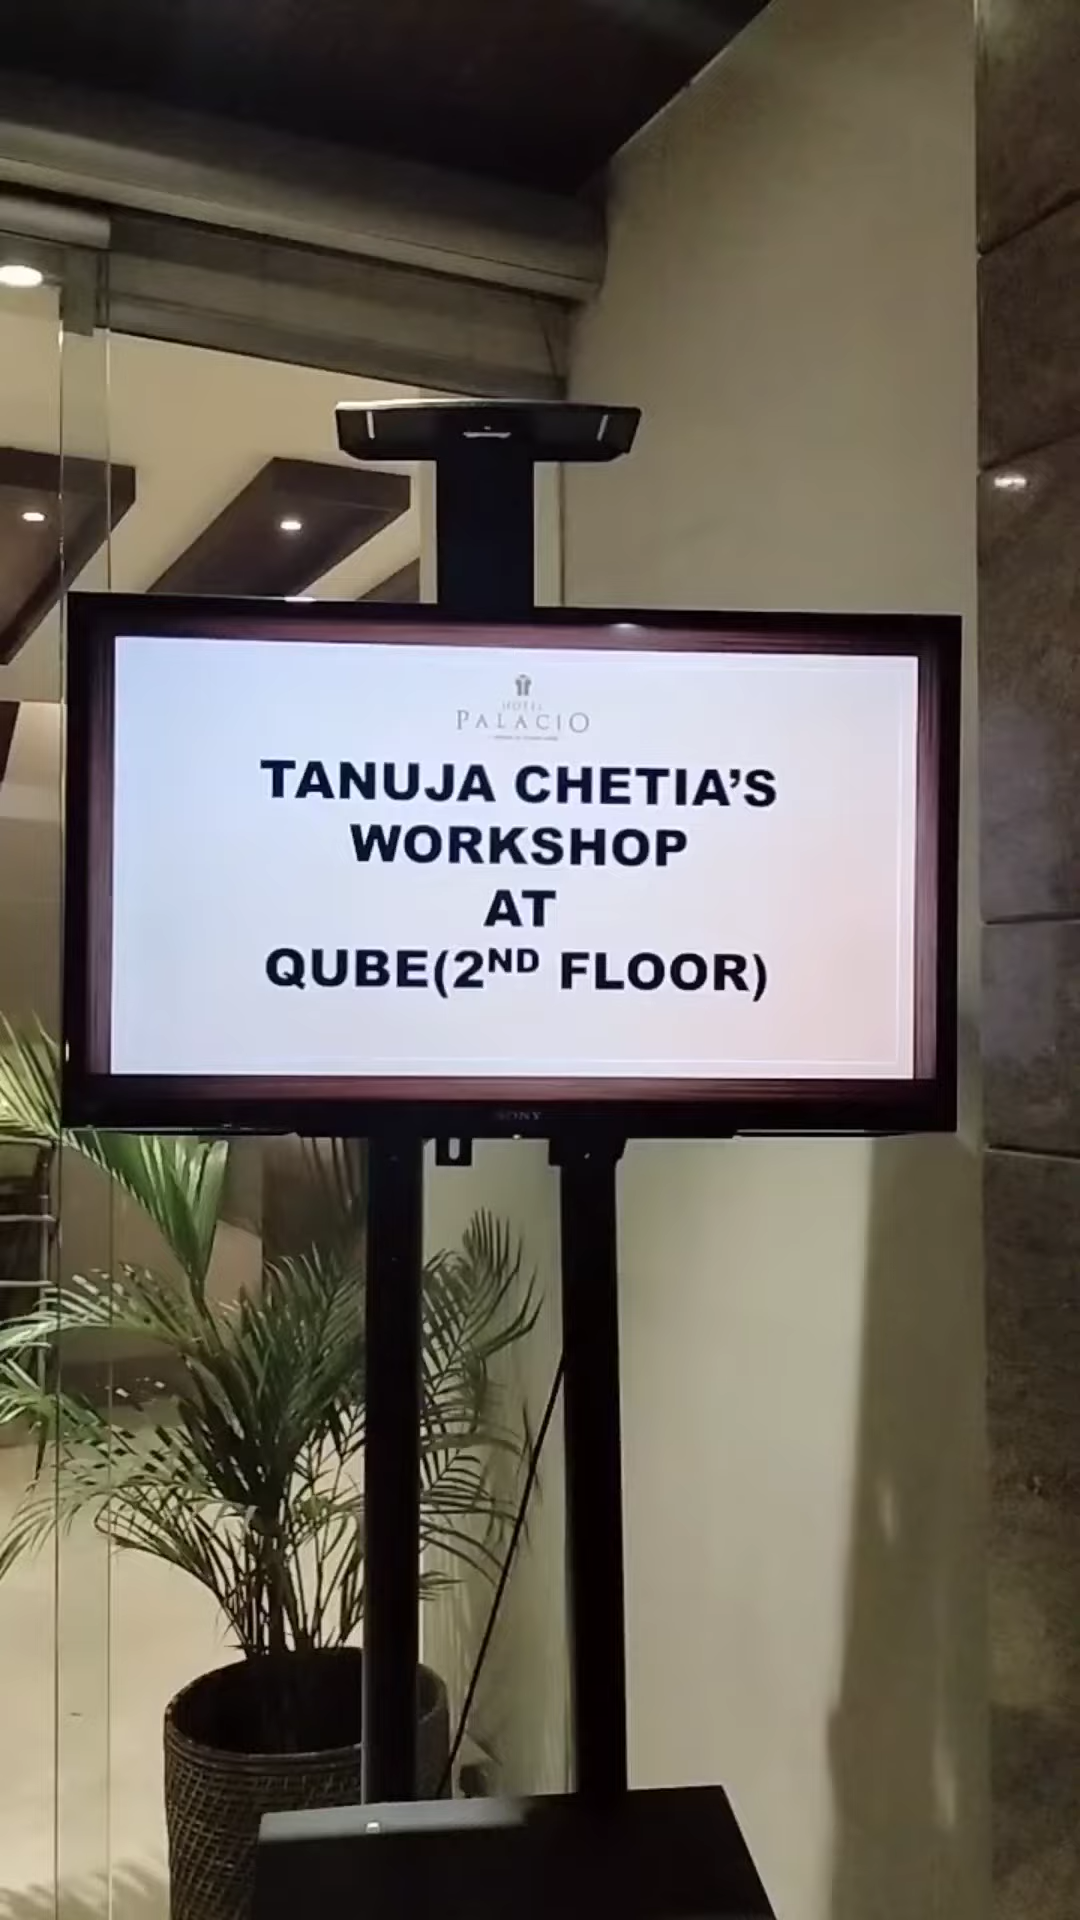 HOTEL
PALACIO
TANUJA CHETIA'S
WORKSHOP
AT
QUBE(2ND FLOOR)
SONY